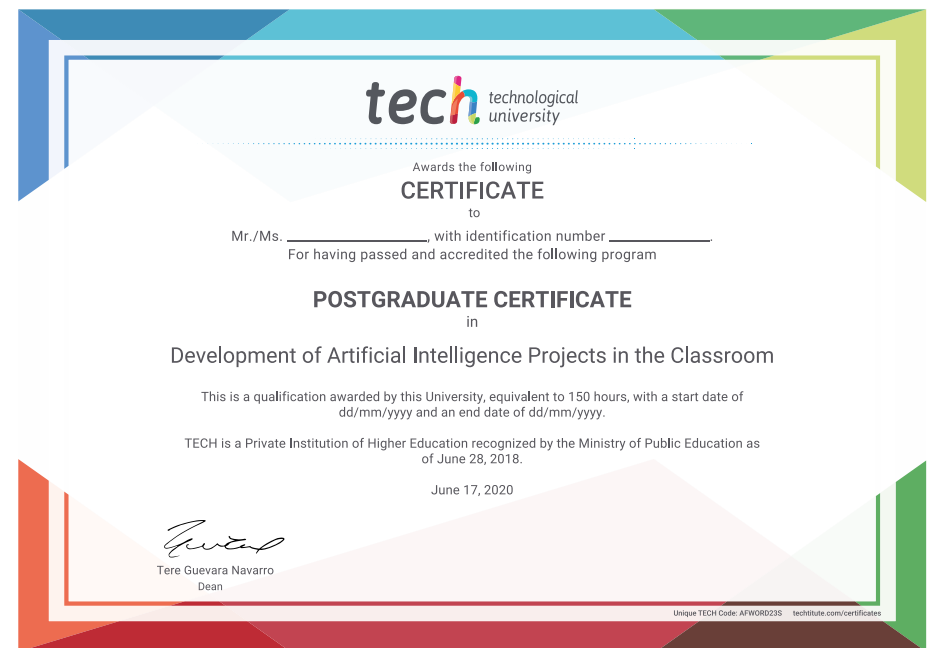 tech technological
university
Awards the following
CERTIFICATE
to
Mr./Ms. ____________________, with identification number ______________.
For having passed and accredited the following program
POSTGRADUATE CERTIFICATE
in
Development of Artificial Intelligence Projects in the Classroom
This is a qualification awarded by this University, equivalent to 150 hours, with a start date of
dd/mm/yyyy and an end date of dd/mm/yyyy.
TECH is a Private Institution of Higher Education recognized by the Ministry of Public Education as
of June 28, 2018.
June 17, 2020
Tere Guevara Navarro
Dean
Unique TECH Code: AFWORD23S techtitute.com/certificates